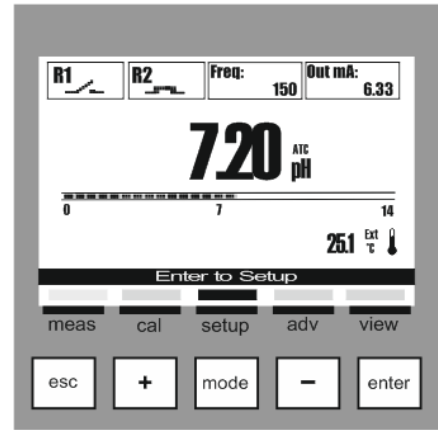 R1 R2 Freq: 150 Out mA: 6.33
7.20 ATC pH
0 7 14
25.1 Ext °C
Enter to Setup
meas cal setup adv view
esc + mode − enter